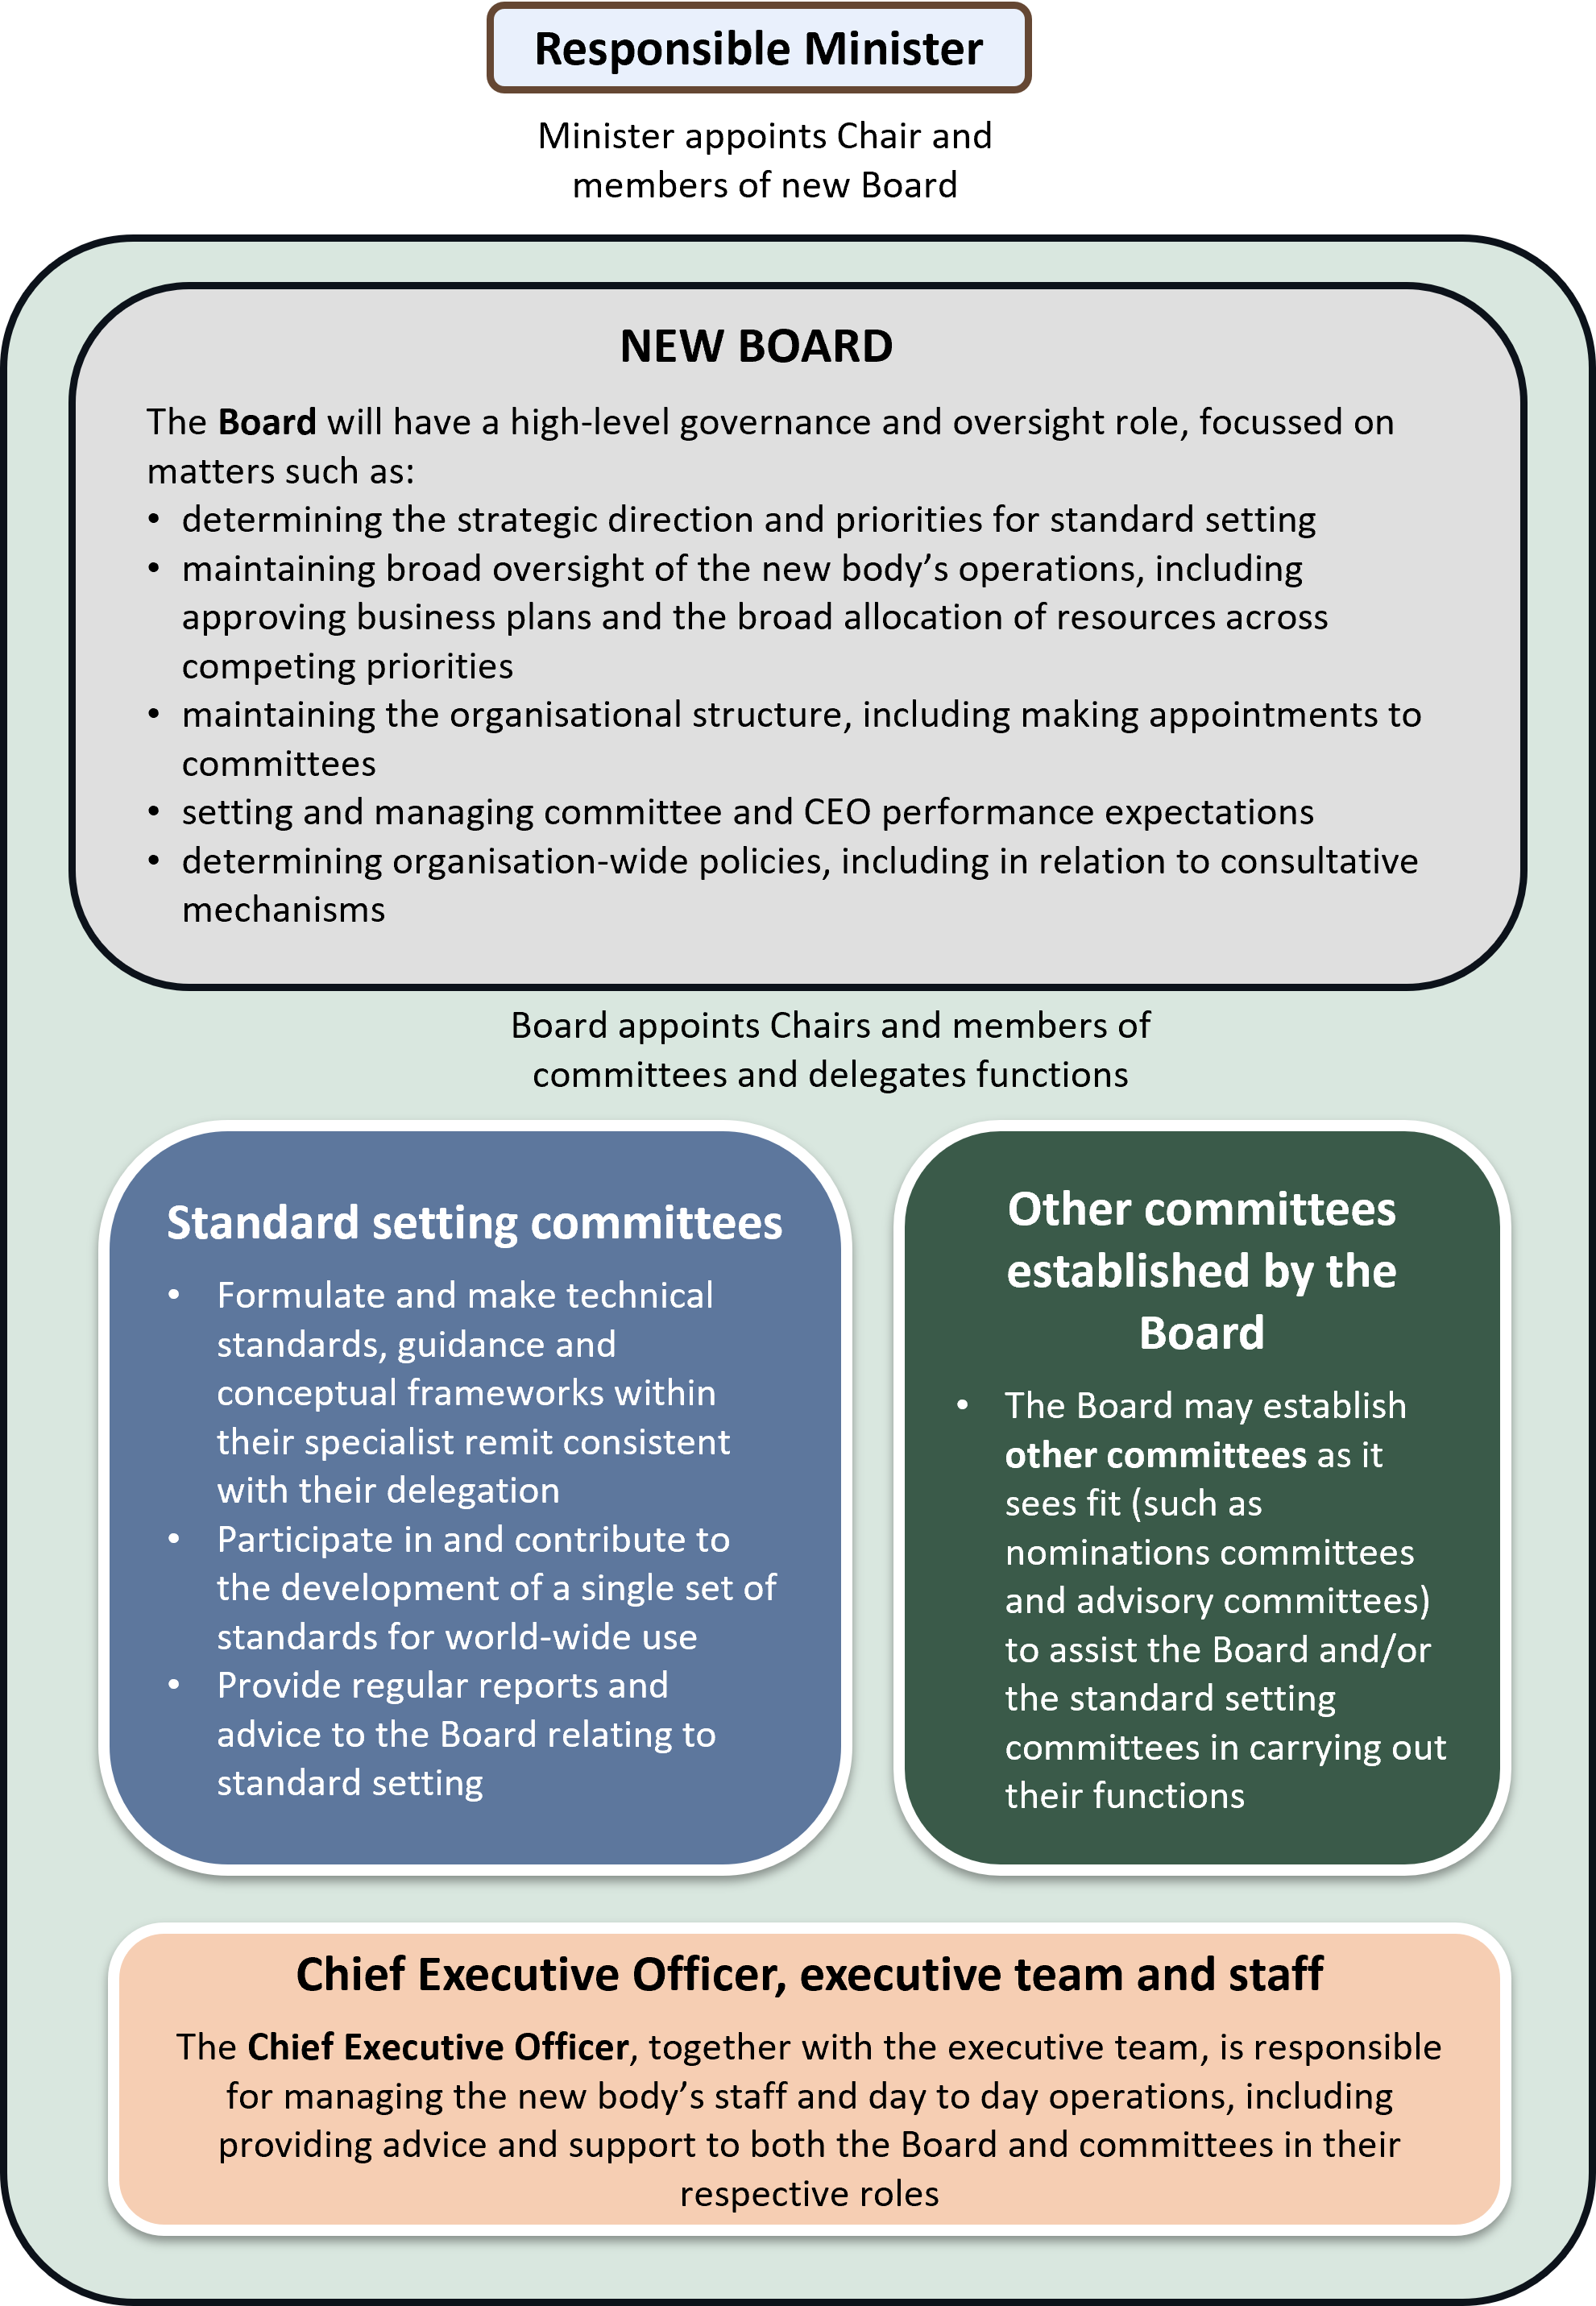 Responsible Minister
Minister appoints Chair and
members of new Board
NEW BOARD
The Board will have a high-level governance and oversight role, focussed on
matters such as:
• determining the strategic direction and priorities for standard setting
• maintaining broad oversight of the new body’s operations, including
approving business plans and the broad allocation of resources across
competing priorities
• maintaining the organisational structure, including making appointments to
committees
• setting and managing committee and CEO performance expectations
• determining organisation-wide policies, including in relation to consultative
mechanisms
Board appoints Chairs and members of
committees and delegates functions
Standard setting committees
• Formulate and make technical
standards, guidance and
conceptual frameworks within
their specialist remit consistent
with their delegation
• Participate in and contribute to
the development of a single set of
standards for world-wide use
• Provide regular reports and
advice to the Board relating to
standard setting
Other committees
established by the
Board
• The Board may establish
other committees as it
sees fit (such as
nominations committees
and advisory committees)
to assist the Board and/or
the standard setting
committees in carrying out
their functions
Chief Executive Officer, executive team and staff
The Chief Executive Officer, together with the executive team, is responsible
for managing the new body’s staff and day to day operations, including
providing advice and support to both the Board and committees in their
respective roles